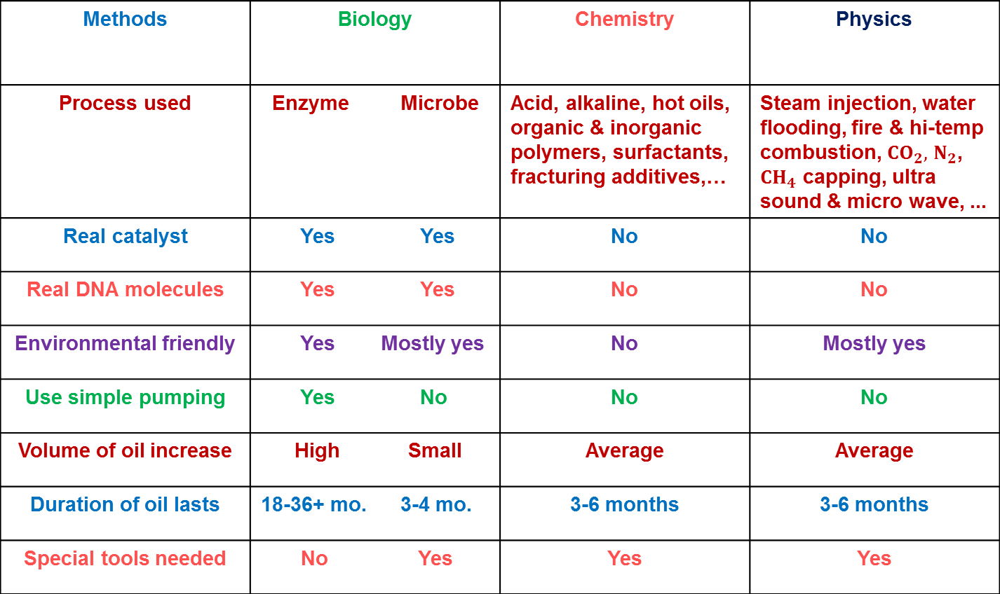 Methods Biology Chemistry Physics
Process used Enzyme Microbe Acid, alkaline, hot oils, Steam injection, water
organic & inorganic flooding, fire & hi-temp
polymers, surfactants, combustion, CO₂, N₂,
fracturing additives,... CH₄ capping, ultra
sound & micro wave, ...
Real catalyst Yes Yes No No
Real DNA molecules Yes Yes No No
Environmental friendly Yes Mostly yes No Mostly yes
Use simple pumping Yes No No No
Volume of oil increase High Small Average Average
Duration of oil lasts 18-36+ mo. 3-4 mo. 3-6 months 3-6 months
Special tools needed No Yes Yes Yes